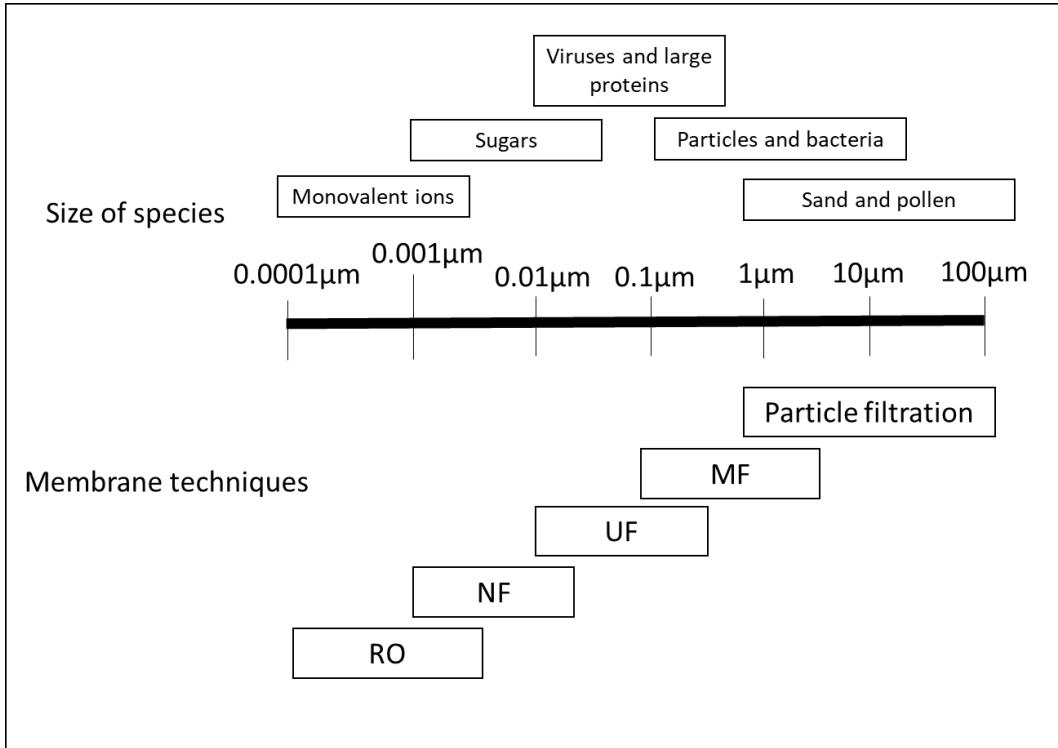 Viruses and large
proteins
Sugars
Particles and bacteria
Monovalent ions
Sand and pollen
Size of species
0.0001µm
0.001µm
0.01µm
0.1µm
1µm
10µm
100µm
Particle filtration
MF
Membrane techniques
UF
NF
RO